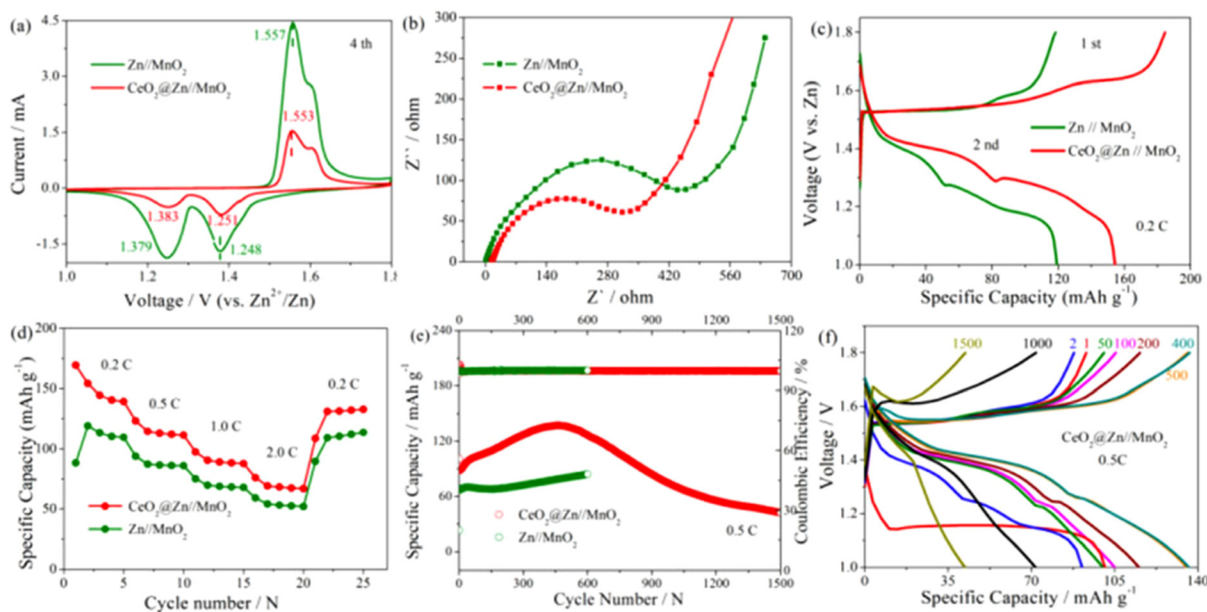 (a)
4 th
1.557
Zn//MnO₂
CeO₂@Zn//MnO₂
1.553
1.383
1.251
1.379
1.248
4.5
3.0
1.5
0.0
-1.5
1.0
1.2
1.4
1.6
1.8
Current / mA
Voltage / V (vs. Zn²⁺/Zn)
(b)
Zn//MnO₂
CeO₂@Zn//MnO₂
300
250
200
150
100
50
0
0
140
280
420
560
700
Z`` / ohm
Z` / ohm
(c)
1 st
Zn // MnO₂
CeO₂@Zn // MnO₂
2 nd
0.2 C
1.8
1.6
1.4
1.2
1.0
0
40
80
120
160
200
Voltage (V vs. Zn)
Specific Capacity (mAh g⁻¹)
(d)
0.2 C
0.5 C
1.0 C
2.0 C
0.2 C
CeO₂@Zn//MnO₂
Zn//MnO₂
200
150
100
50
0
0
5
10
15
20
25
Specific Capacity (mAh g⁻¹)
Cycle number / N
(e)
0
300
600
900
1200
1500
240
200
160
120
80
40
0
120
90
60
30
0
CeO₂@Zn//MnO₂
Zn//MnO₂
0.5 C
0
300
600
900
1200
1500
Specific Capacity / mAh g⁻¹
Coulombic Efficiency / %
Cycle Number / N
(f)
1500
1000
2
1
50
100
200
400
500
CeO₂@Zn//MnO₂
0.5C
1.8
1.6
1.4
1.2
1.0
0
35
70
105
140
Voltage / V
Specific Capacity / mAh g⁻¹